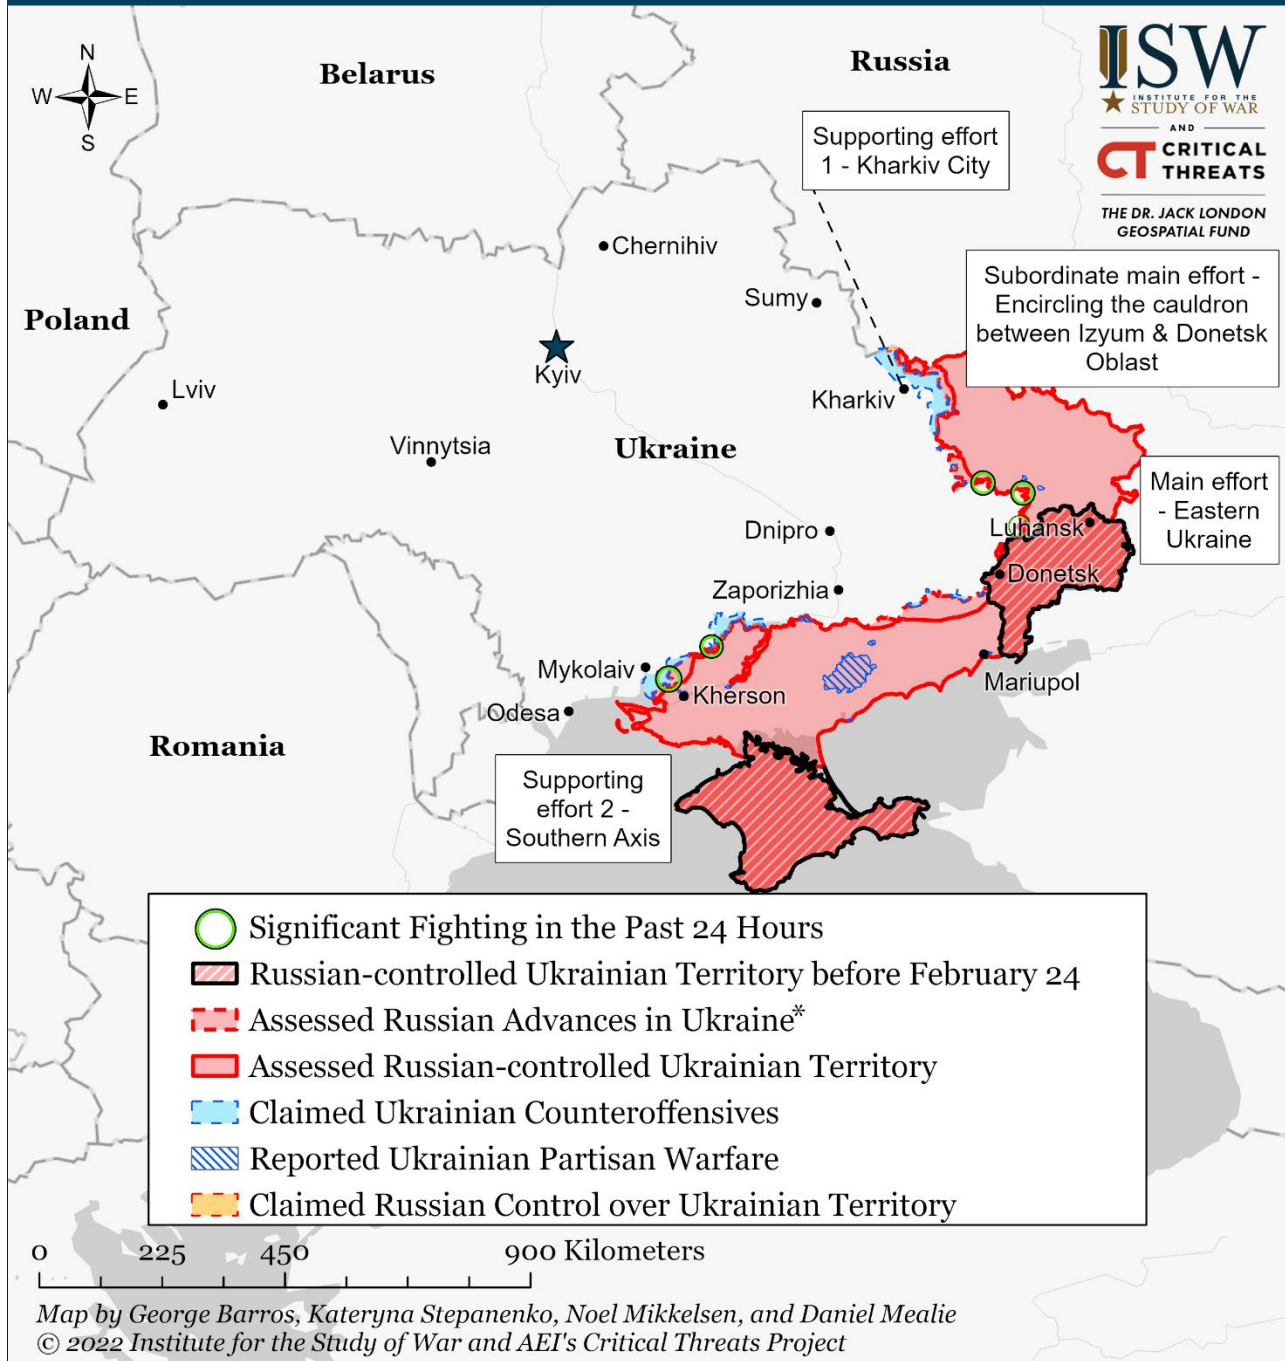 N
W E
S
Belarus
Russia
ISW
INSTITUTE FOR THE
STUDY OF WAR
AND
CT CRITICAL
THREATS
THE DR. JACK LONDON
GEOSPATIAL FUND
Supporting effort
1 - Kharkiv City
Chernihiv
Sumy
Subordinate main effort -
Encircling the cauldron
between Izyum & Donetsk
Oblast
Poland
Kyiv
Lviv
Kharkiv
Vinnytsia
Ukraine
Main effort
- Eastern
Ukraine
Dnipro
Luhansk
Donetsk
Zaporizhia
Mykolaiv
Mariupol
Kherson
Odesa
Romania
Supporting
effort 2 -
Southern Axis
Significant Fighting in the Past 24 Hours
Russian-controlled Ukrainian Territory before February 24
Assessed Russian Advances in Ukraine*
Assessed Russian-controlled Ukrainian Territory
Claimed Ukrainian Counteroffensives
Reported Ukrainian Partisan Warfare
Claimed Russian Control over Ukrainian Territory
0 225 450 900 Kilometers
Map by George Barros, Kateryna Stepanenko, Noel Mikkelsen, and Daniel Mealie
© 2022 Institute for the Study of War and AEI's Critical Threats Project